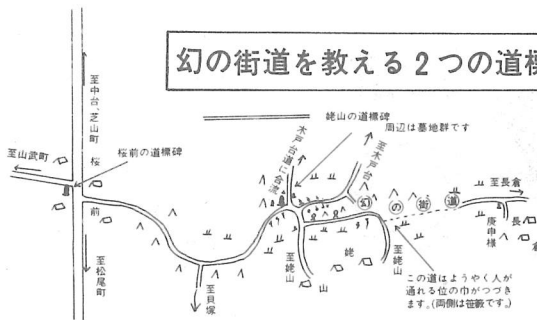 幻の街道を教える2つの道標
至中台、芝山町
桜
至山武町
桜前の道標碑
前
至松尾町
至貝塚
木戸台道に合流
姥山の道標碑
周辺は墓地群です
至木戸台
至姥山
姥
山
至姥山
幻の街道
至長倉
庚申様
長
倉
この道はようやく人が
通れる位の巾がつづき
ます。(両側は笹藪です。)